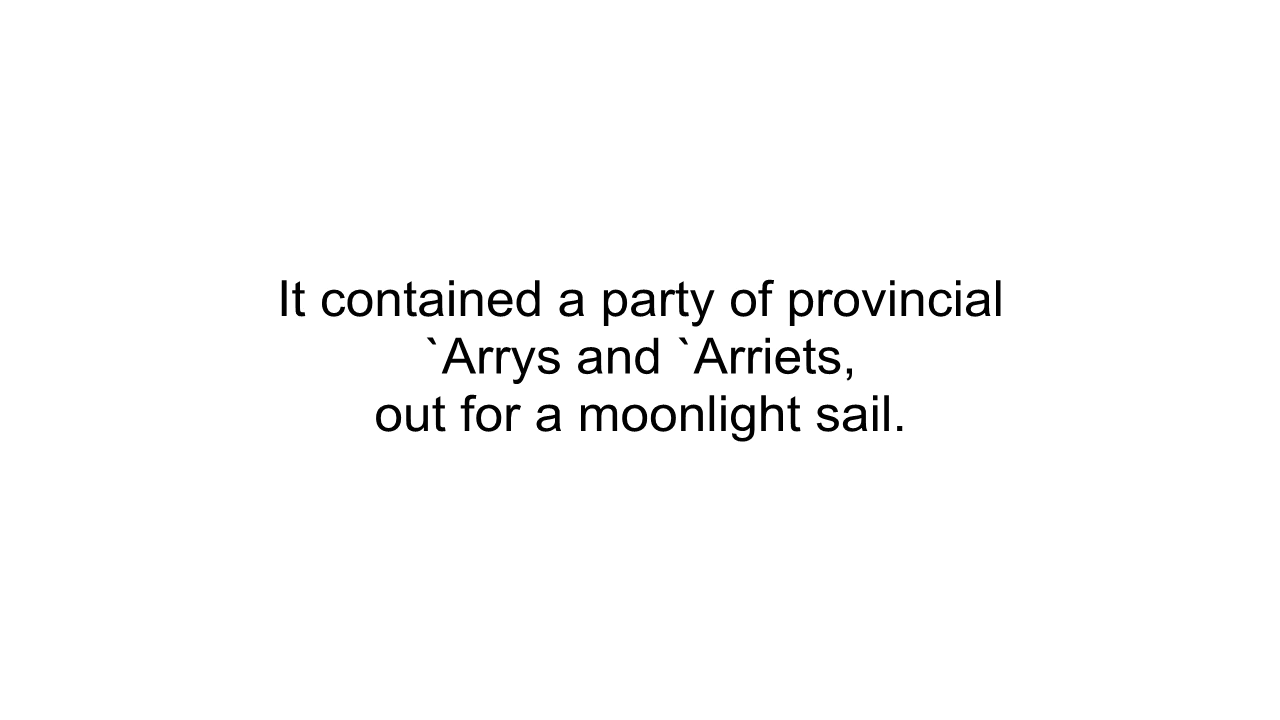 It contained a party of provincial
`Arrys and `Arriets,
out for a moonlight sail.